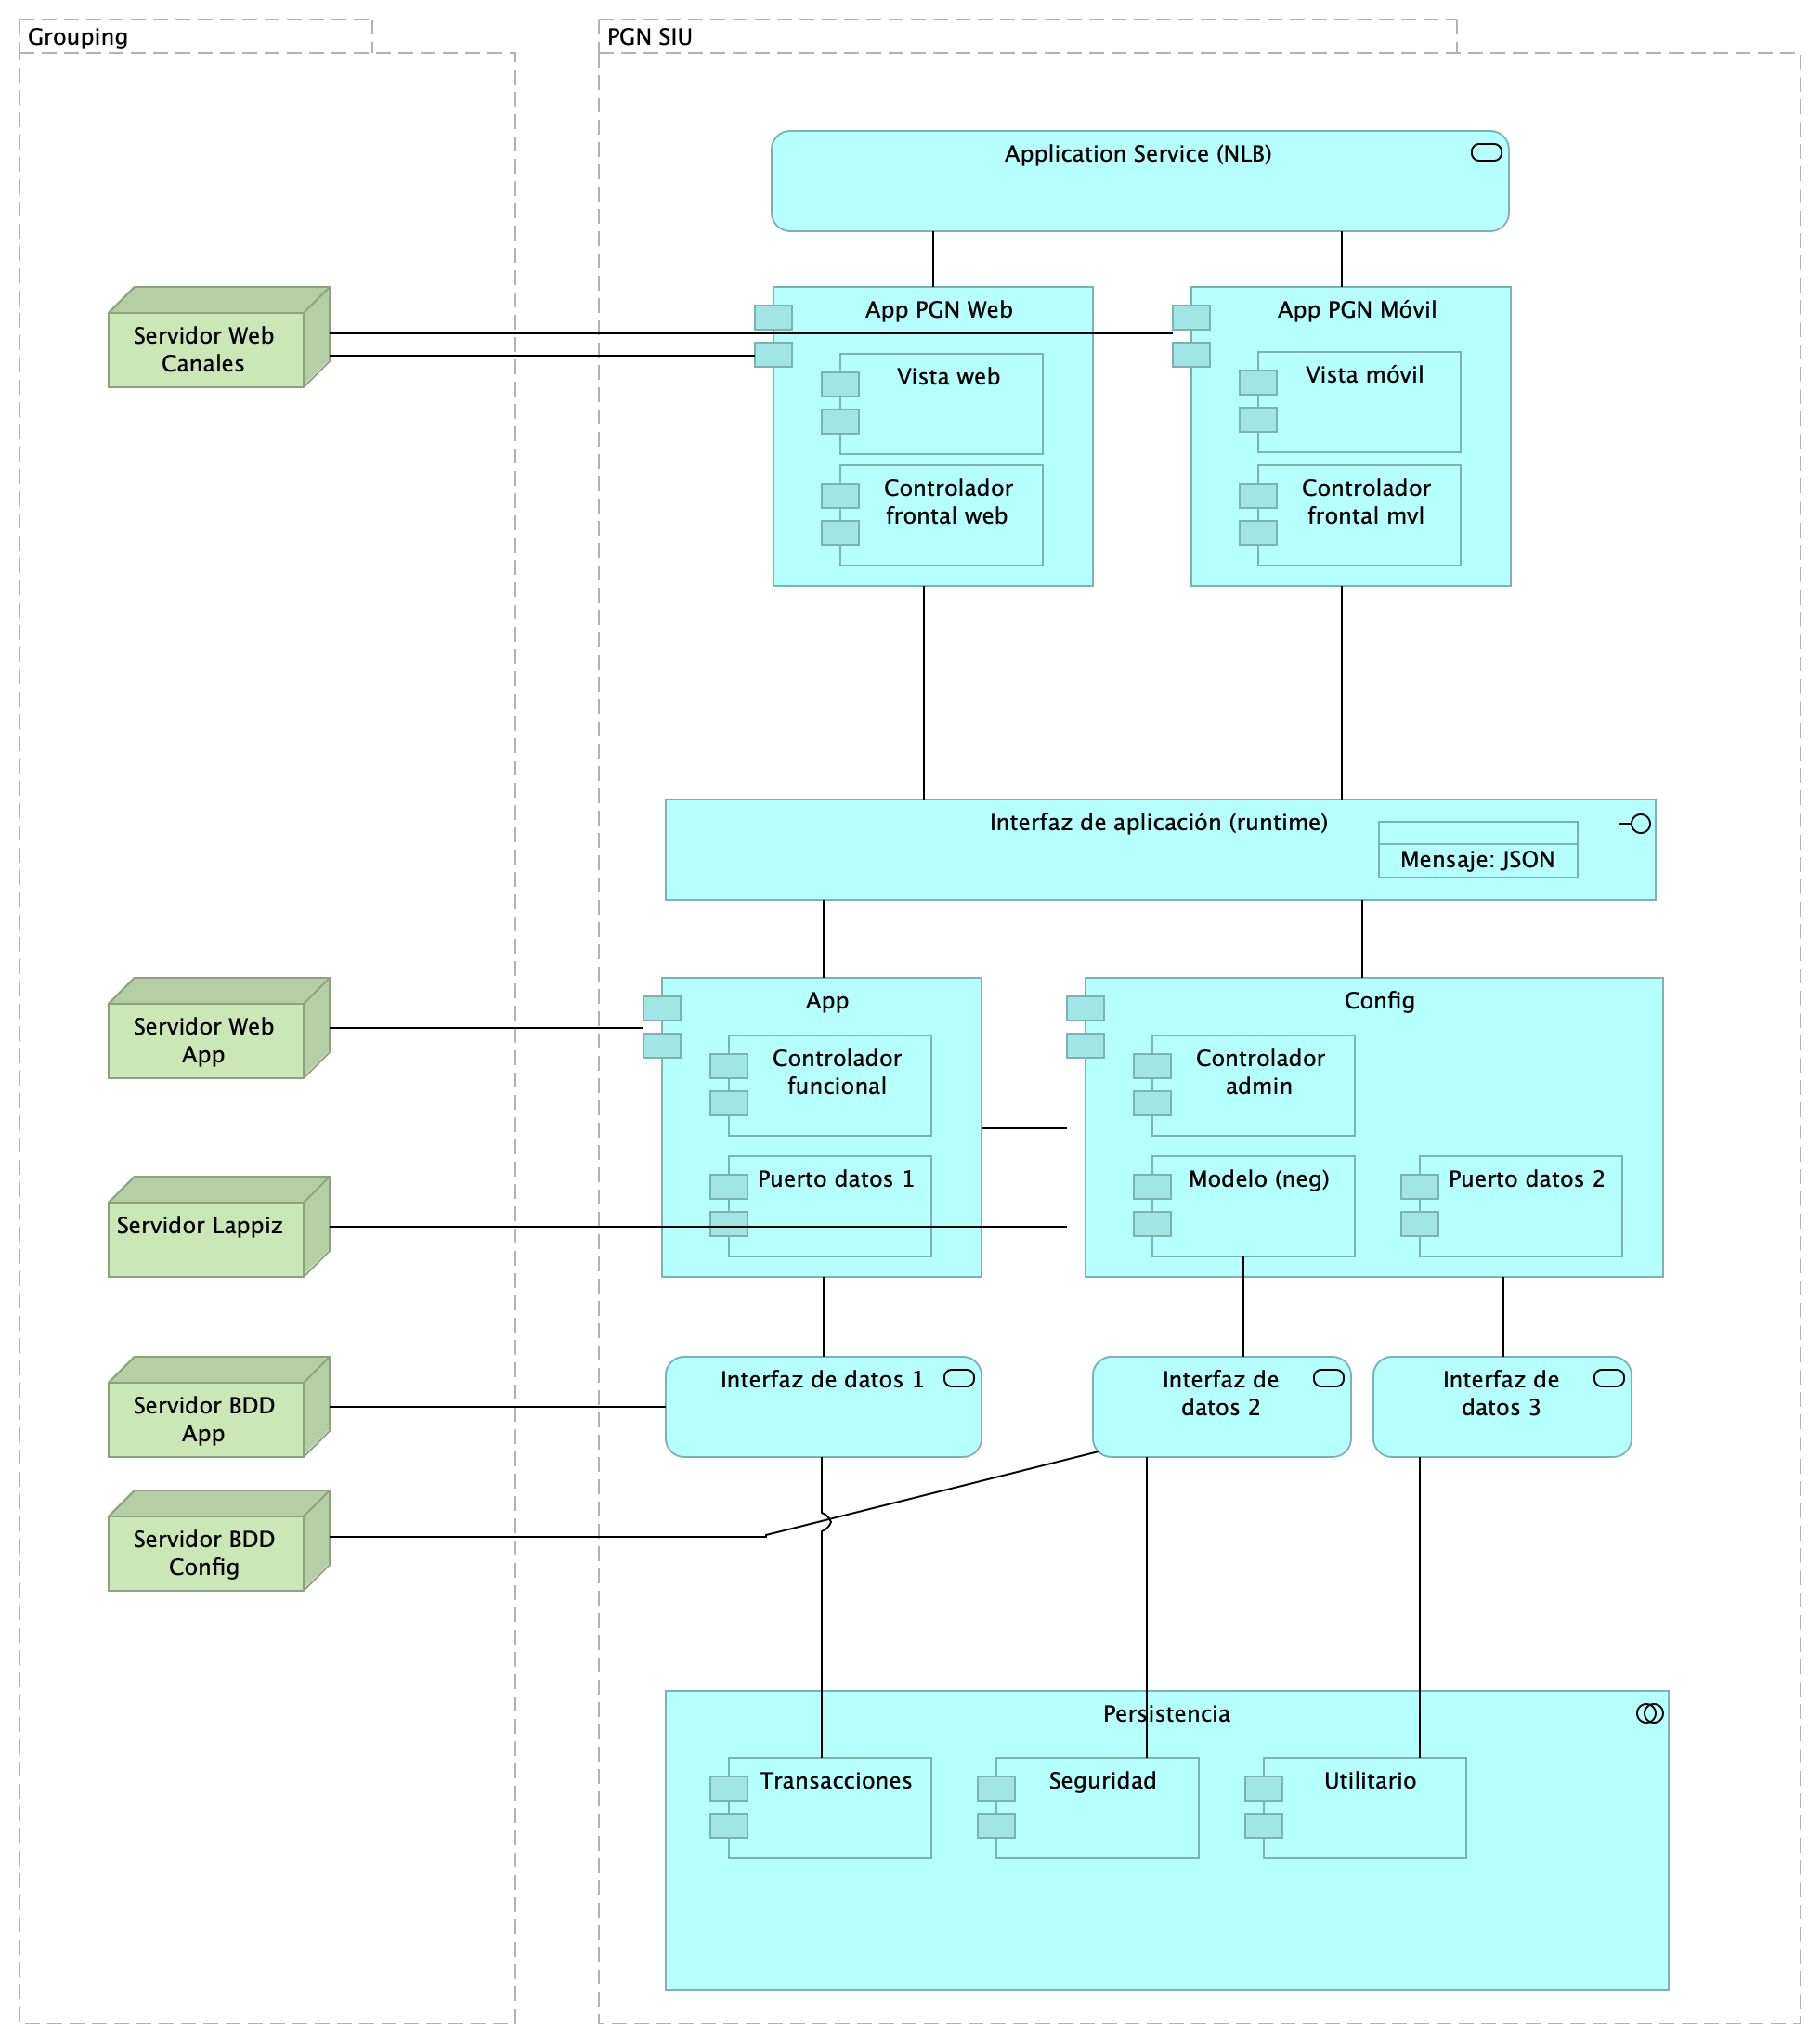 Grouping
PGN SIU
Application Service (NLB)
Servidor Web
Canales
App PGN Web
App PGN Móvil
Vista web
Vista móvil
Controlador
frontal web
Controlador
frontal mvl
Interfaz de aplicación (runtime)
Mensaje: JSON
Servidor Web
App
App
Config
Controlador
funcional
Controlador
admin
Servidor Lappiz
Puerto datos 1
Modelo (neg)
Puerto datos 2
Servidor BDD
App
Interfaz de datos 1
Interfaz de
datos 2
Interfaz de
datos 3
Servidor BDD
Config
Persistencia
Transacciones
Seguridad
Utilitario